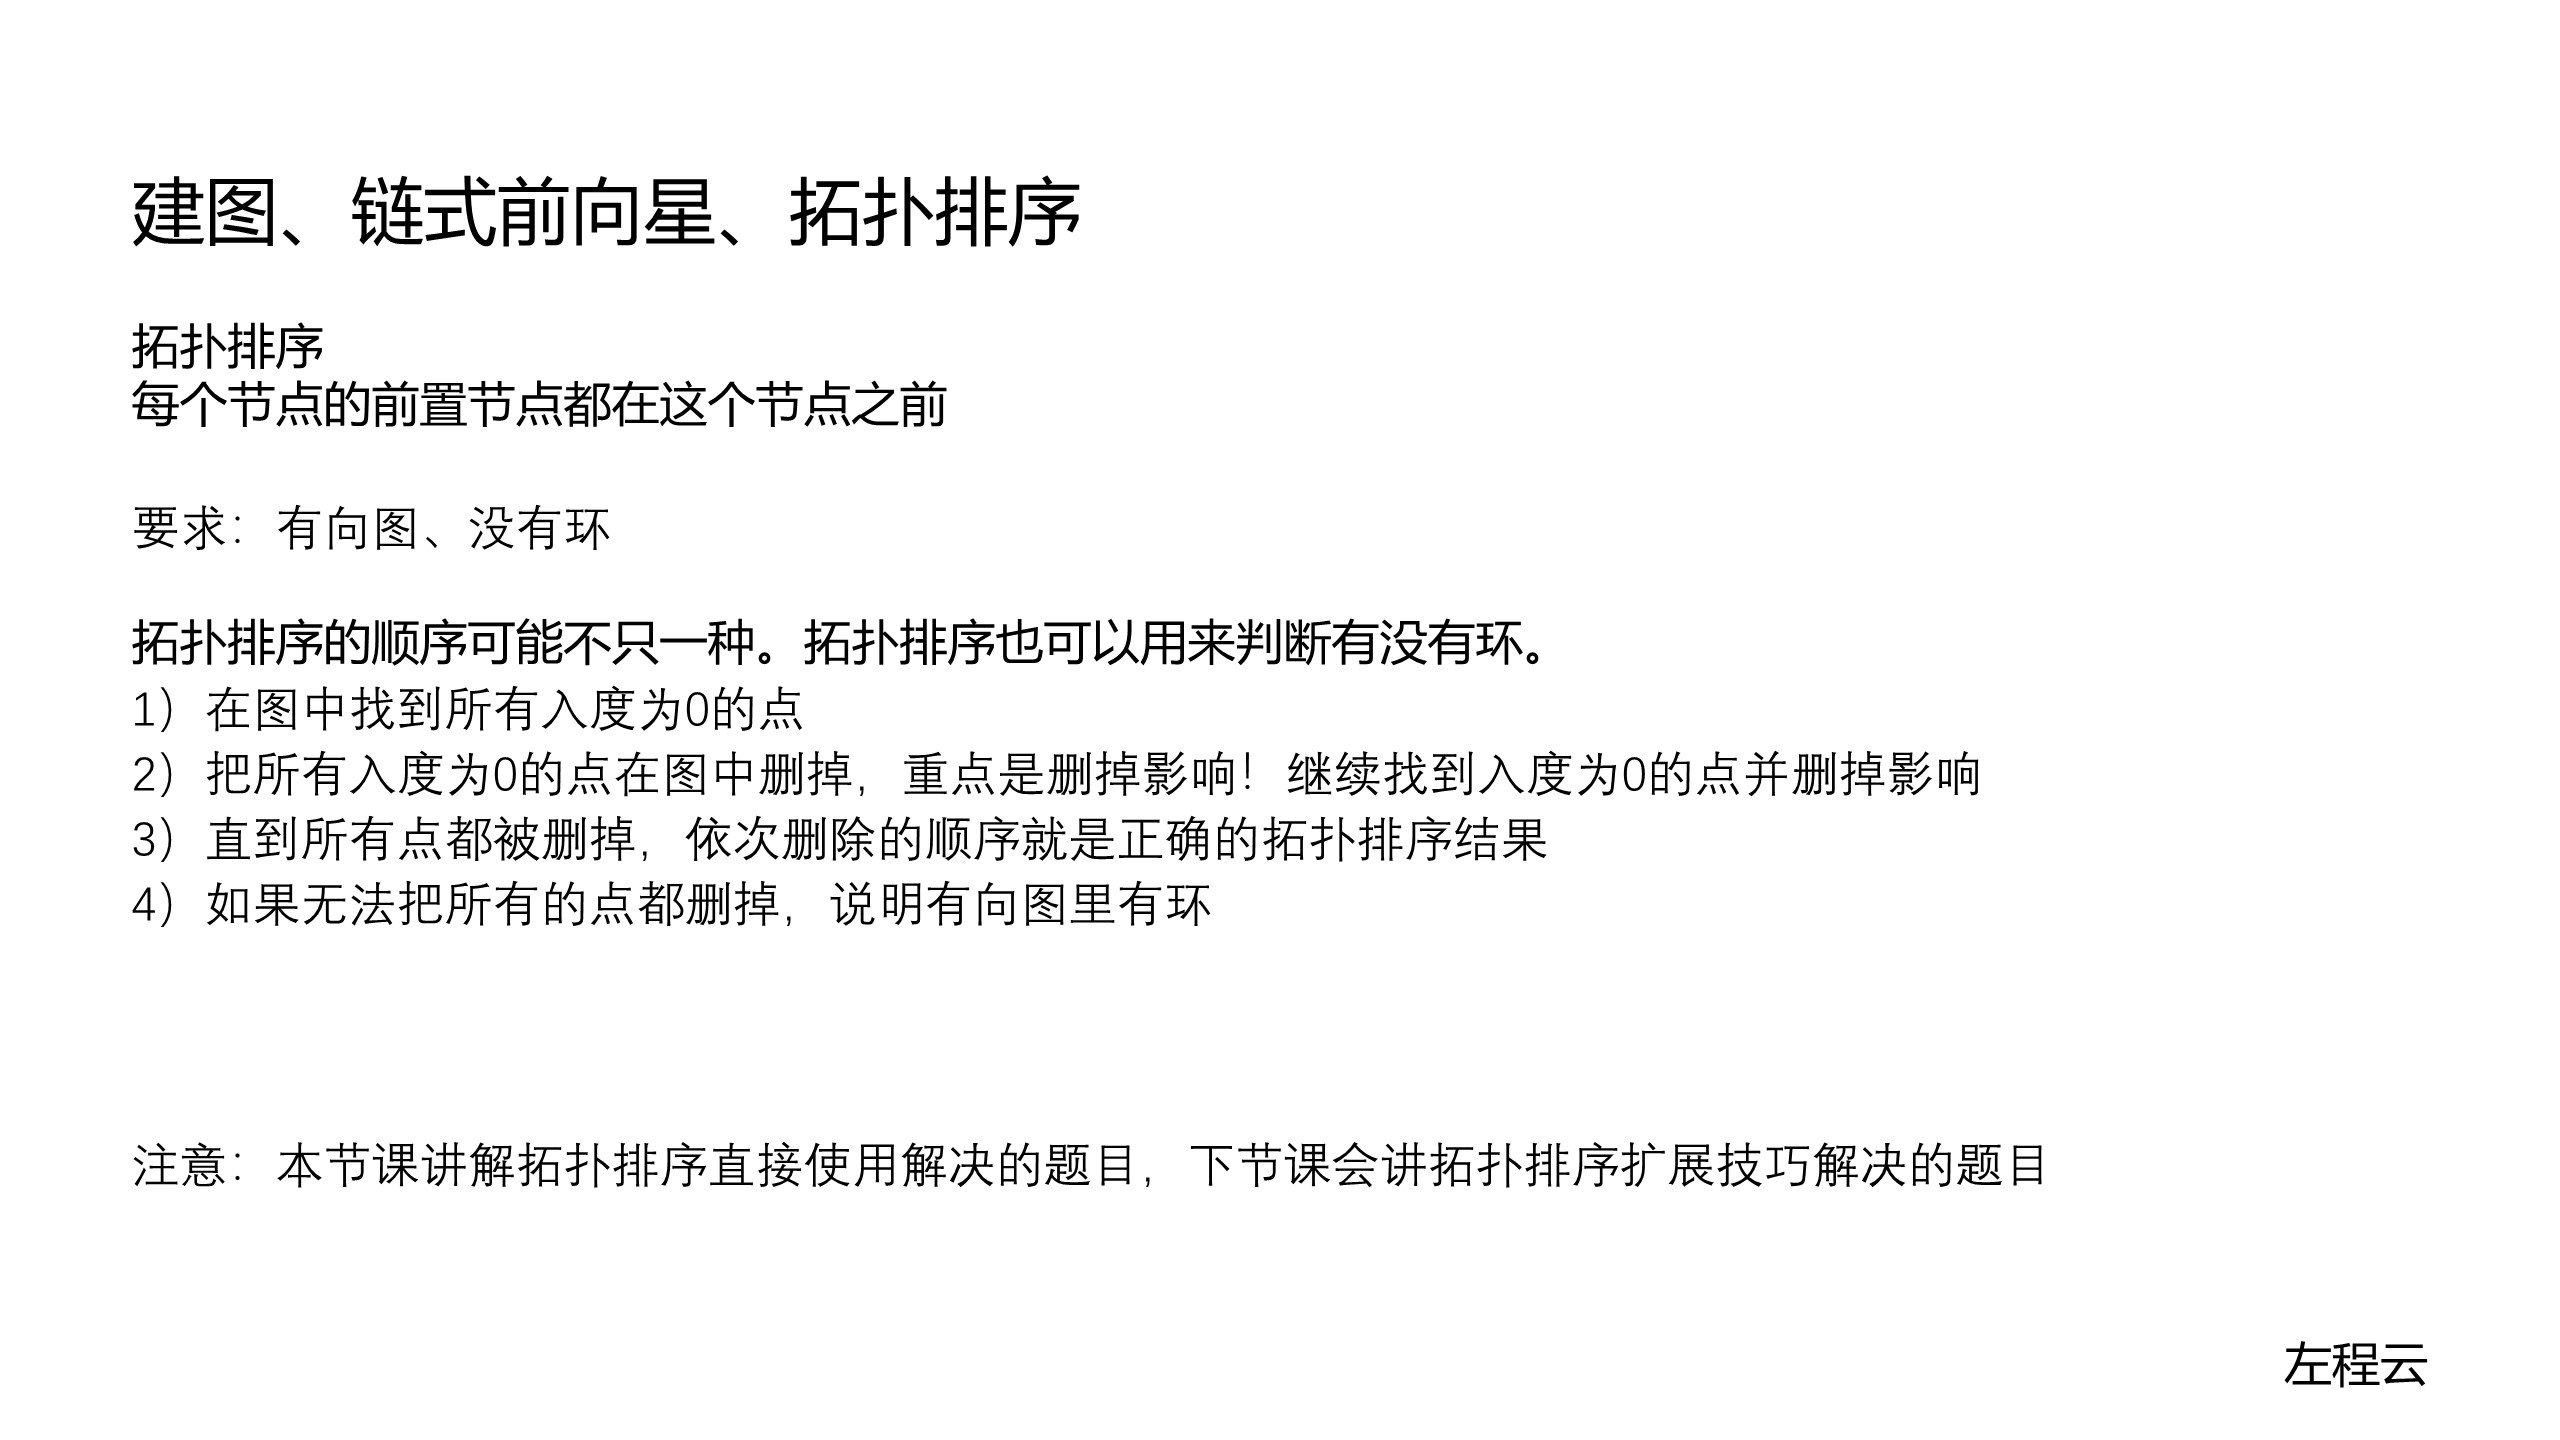 建图、链式前向星、拓扑排序
拓扑排序
每个节点的前置节点都在这个节点之前
要求：有向图、没有环
拓扑排序的顺序可能不只一种。拓扑排序也可以用来判断有没有环。
1）在图中找到所有入度为0的点
2）把所有入度为0的点在图中删掉，重点是删掉影响！继续找到入度为0的点并删掉影响
3）直到所有点都被删掉，依次删除的顺序就是正确的拓扑排序结果
4）如果无法把所有的点都删掉，说明有向图里有环
注意：本节课讲解拓扑排序直接使用解决的题目，下节课会讲拓扑排序扩展技巧解决的题目
左程云